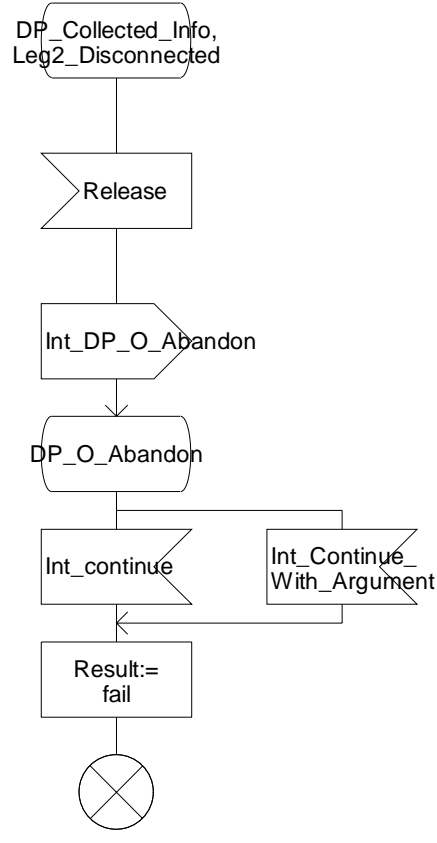 DP_Collected_Info,
Leg2_Disconnected
Release
Int_DP_O_Abandon
DP_O_Abandon
Int_continue
Int_Continue_
With_Argument
Result:=
fail